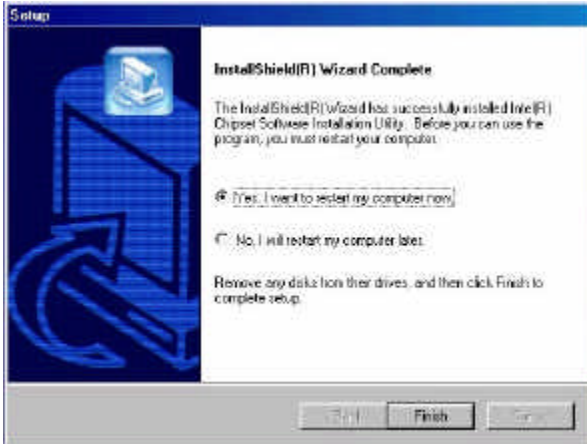 Setup
InstallShield(R) Wizard Complete
The InstallShield(R) Wizard has successfully installed Intel(R)
Chipset Software Installation Utility. Before you can use the
program, you must restart your computer.
Yes, I want to restart my computer now.
No, I will restart my computer later.
Remove any disks from their drives, and then click Finish to
complete setup.
Finish